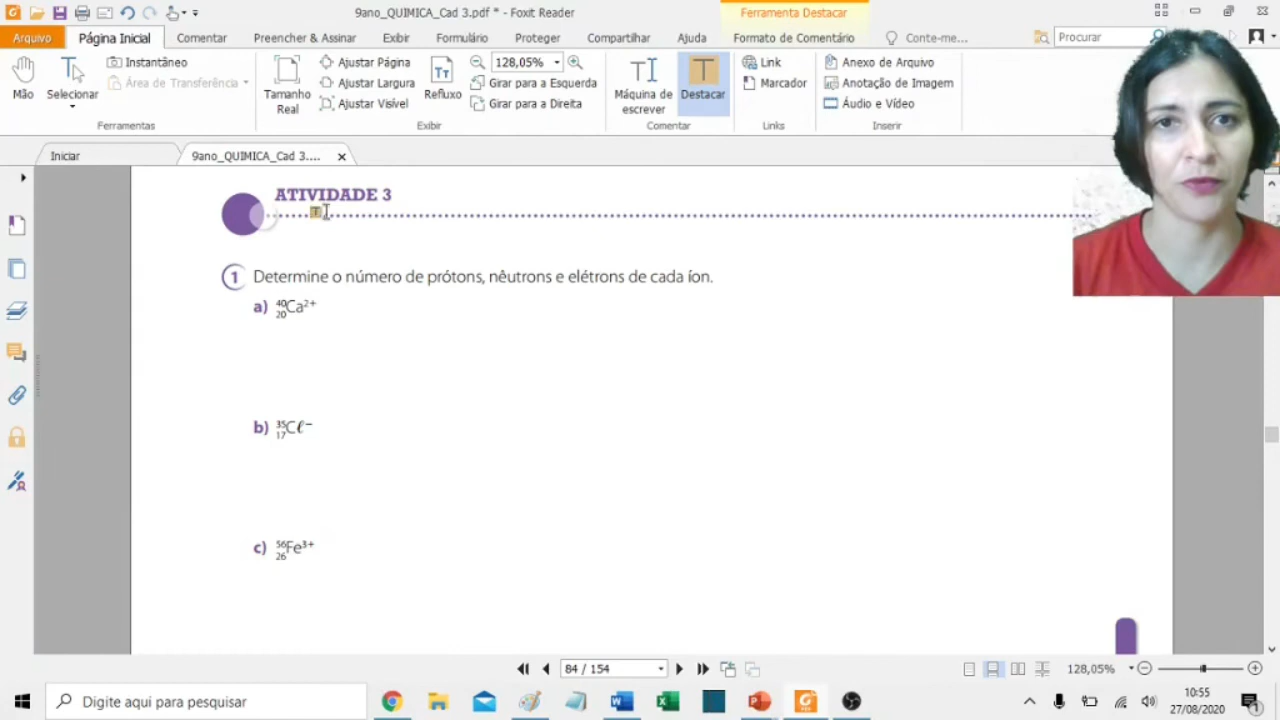 9ano_QUIMICA_Cad 3.pdf * - Foxit Reader
Ferramenta Destacar
Arquivo
Página Inicial
Comentar
Preencher & Assinar
Exibir
Formulário
Proteger
Compartilhar
Ajuda
Formato de Comentário
Conte-me...
Procurar
Mão
Selecionar
Instantâneo
Área de Transferência
Ferramentas
Tamanho Real
Ajustar Página
Ajustar Largura
Ajustar Visível
Refluxo
128,05%
Girar para a Esquerda
Girar para a Direita
Exibir
Máquina de escrever
Destacar
Comentar
Link
Marcador
Links
Anexo de Arquivo
Anotação de Imagem
Áudio e Vídeo
Inserir
Iniciar
9ano_QUIMICA_Cad 3....
ATIVIDADE 3
1 Determine o número de prótons, nêutrons e elétrons de cada íon.
a) ⁴⁰₂₀Ca²⁺
b) ³⁵₁₇Cℓ⁻
c) ⁵⁶₂₆Fe³⁺
84 / 154
128,05%
Digite aqui para pesquisar
10:55
27/08/2020